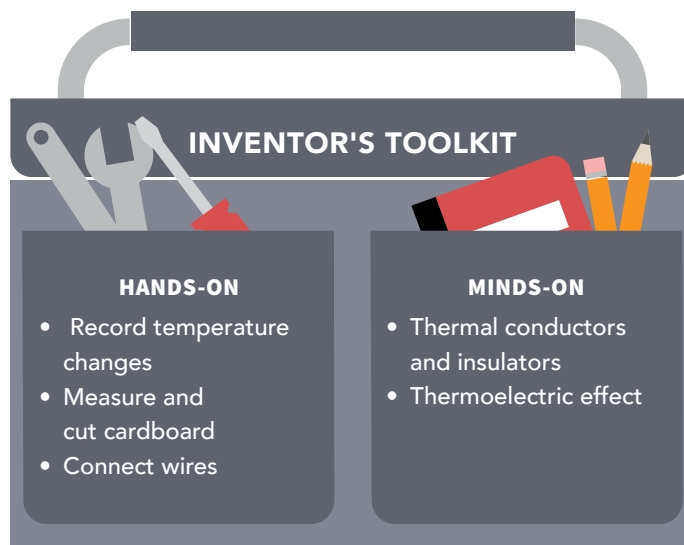 INVENTOR'S TOOLKIT
HANDS-ON
• Record temperature
changes
• Measure and
cut cardboard
• Connect wires
MINDS-ON
• Thermal conductors
and insulators
• Thermoelectric effect